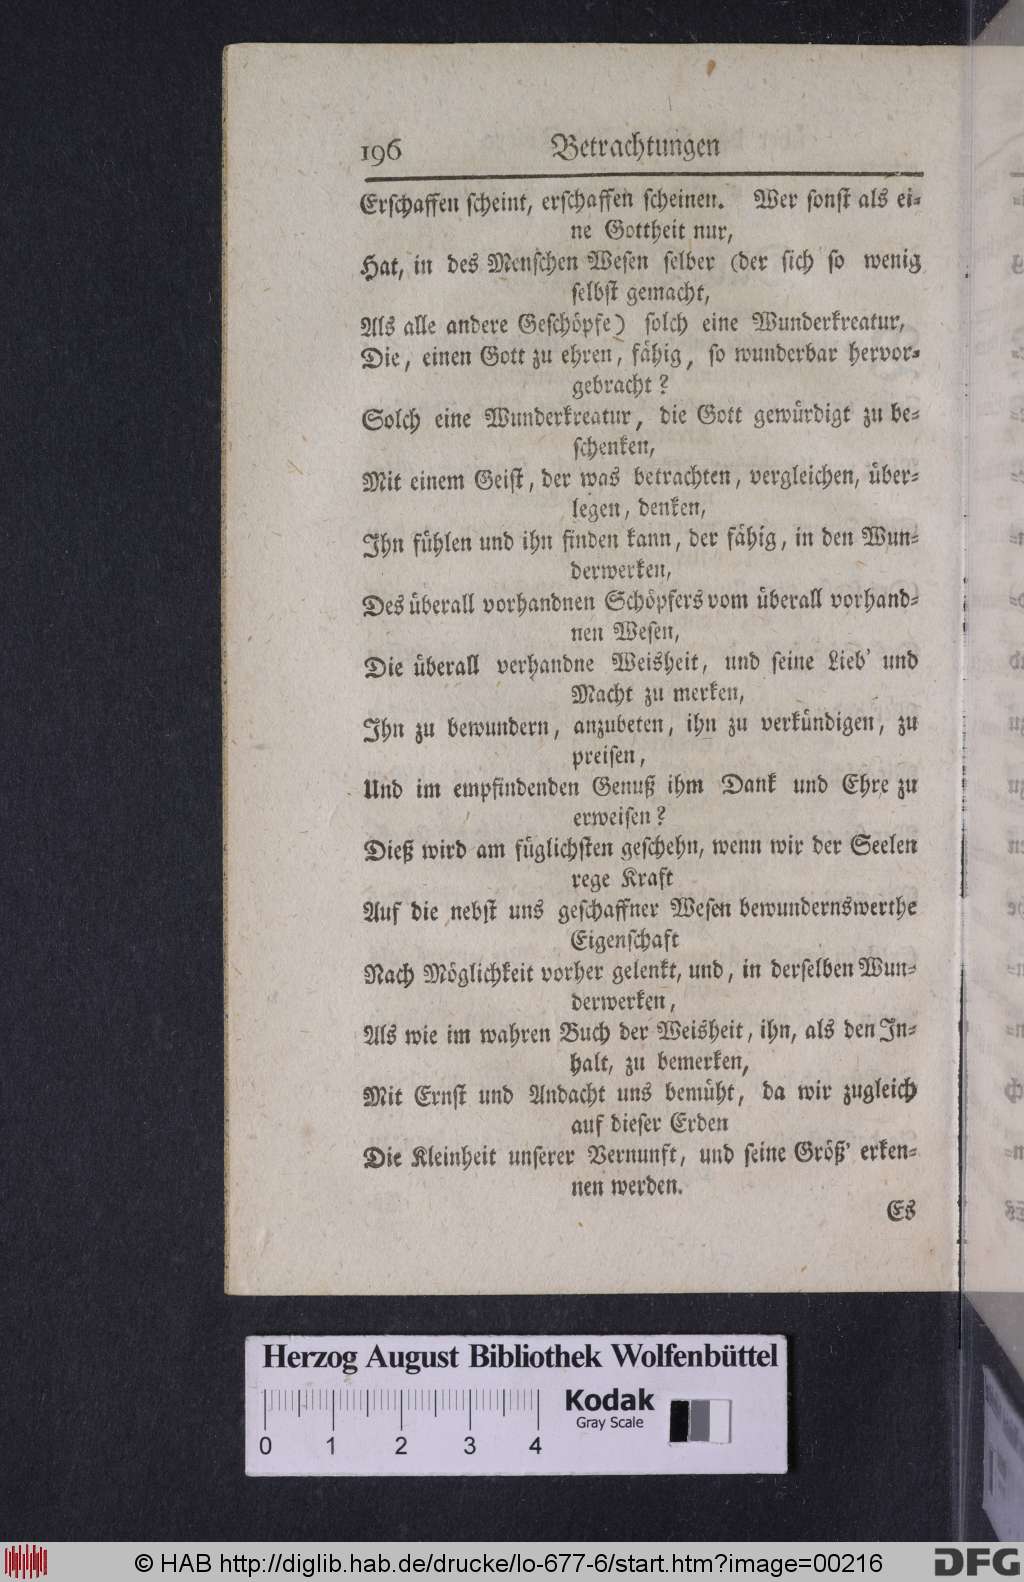 196 Betrachtungen
Erschaffen scheint, erschaffen scheinen. Wer sonst als ei-
ne Gottheit nur,
Hat, in des Menschen Wesen selber (der sich so wenig
selbst gemacht,
Als alle andere Geschöpfe) solch eine Wunderkreatur,
Die, einen Gott zu ehren, fähig, so wunderbar hervor-
gebracht?
Solch eine Wunderkreatur, die Gott gewürdigt zu be-
schenken,
Mit einem Geist, der was betrachten, vergleichen, über-
legen, denken,
Ihn fühlen und ihn finden kann, der fähig, in den Wun-
derwerken,
Des überall vorhandnen Schöpfers vom überall vorhand-
nen Wesen,
Die überall verhandne Weisheit, und seine Lieb' und
Macht zu merken,
Ihn zu bewundern, anzubeten, ihn zu verkündigen, zu
preisen,
Und im empfindenden Genuß ihm Dank und Ehre zu
erweisen?
Dieß wird am füglichsten geschehn, wenn wir der Seelen
rege Kraft
Auf die nebst uns geschaffner Wesen bewundernswerthe
Eigenschaft
Nach Möglichkeit vorher gelenkt, und, in derselben Wun-
derwerken,
Als wie im wahren Buch der Weisheit, ihn, als den In-
halt, zu bemerken,
Mit Ernst und Andacht uns bemüht, da wir zugleich
auf dieser Erden
Die Kleinheit unserer Vernunft, und seine Größ' erken-
nen werden.
Es
Herzog August Bibliothek Wolfenbüttel
Kodak
Gray Scale
0 1 2 3 4
© HAB http://diglib.hab.de/drucke/lo-677-6/start.htm?image=00216
DFG